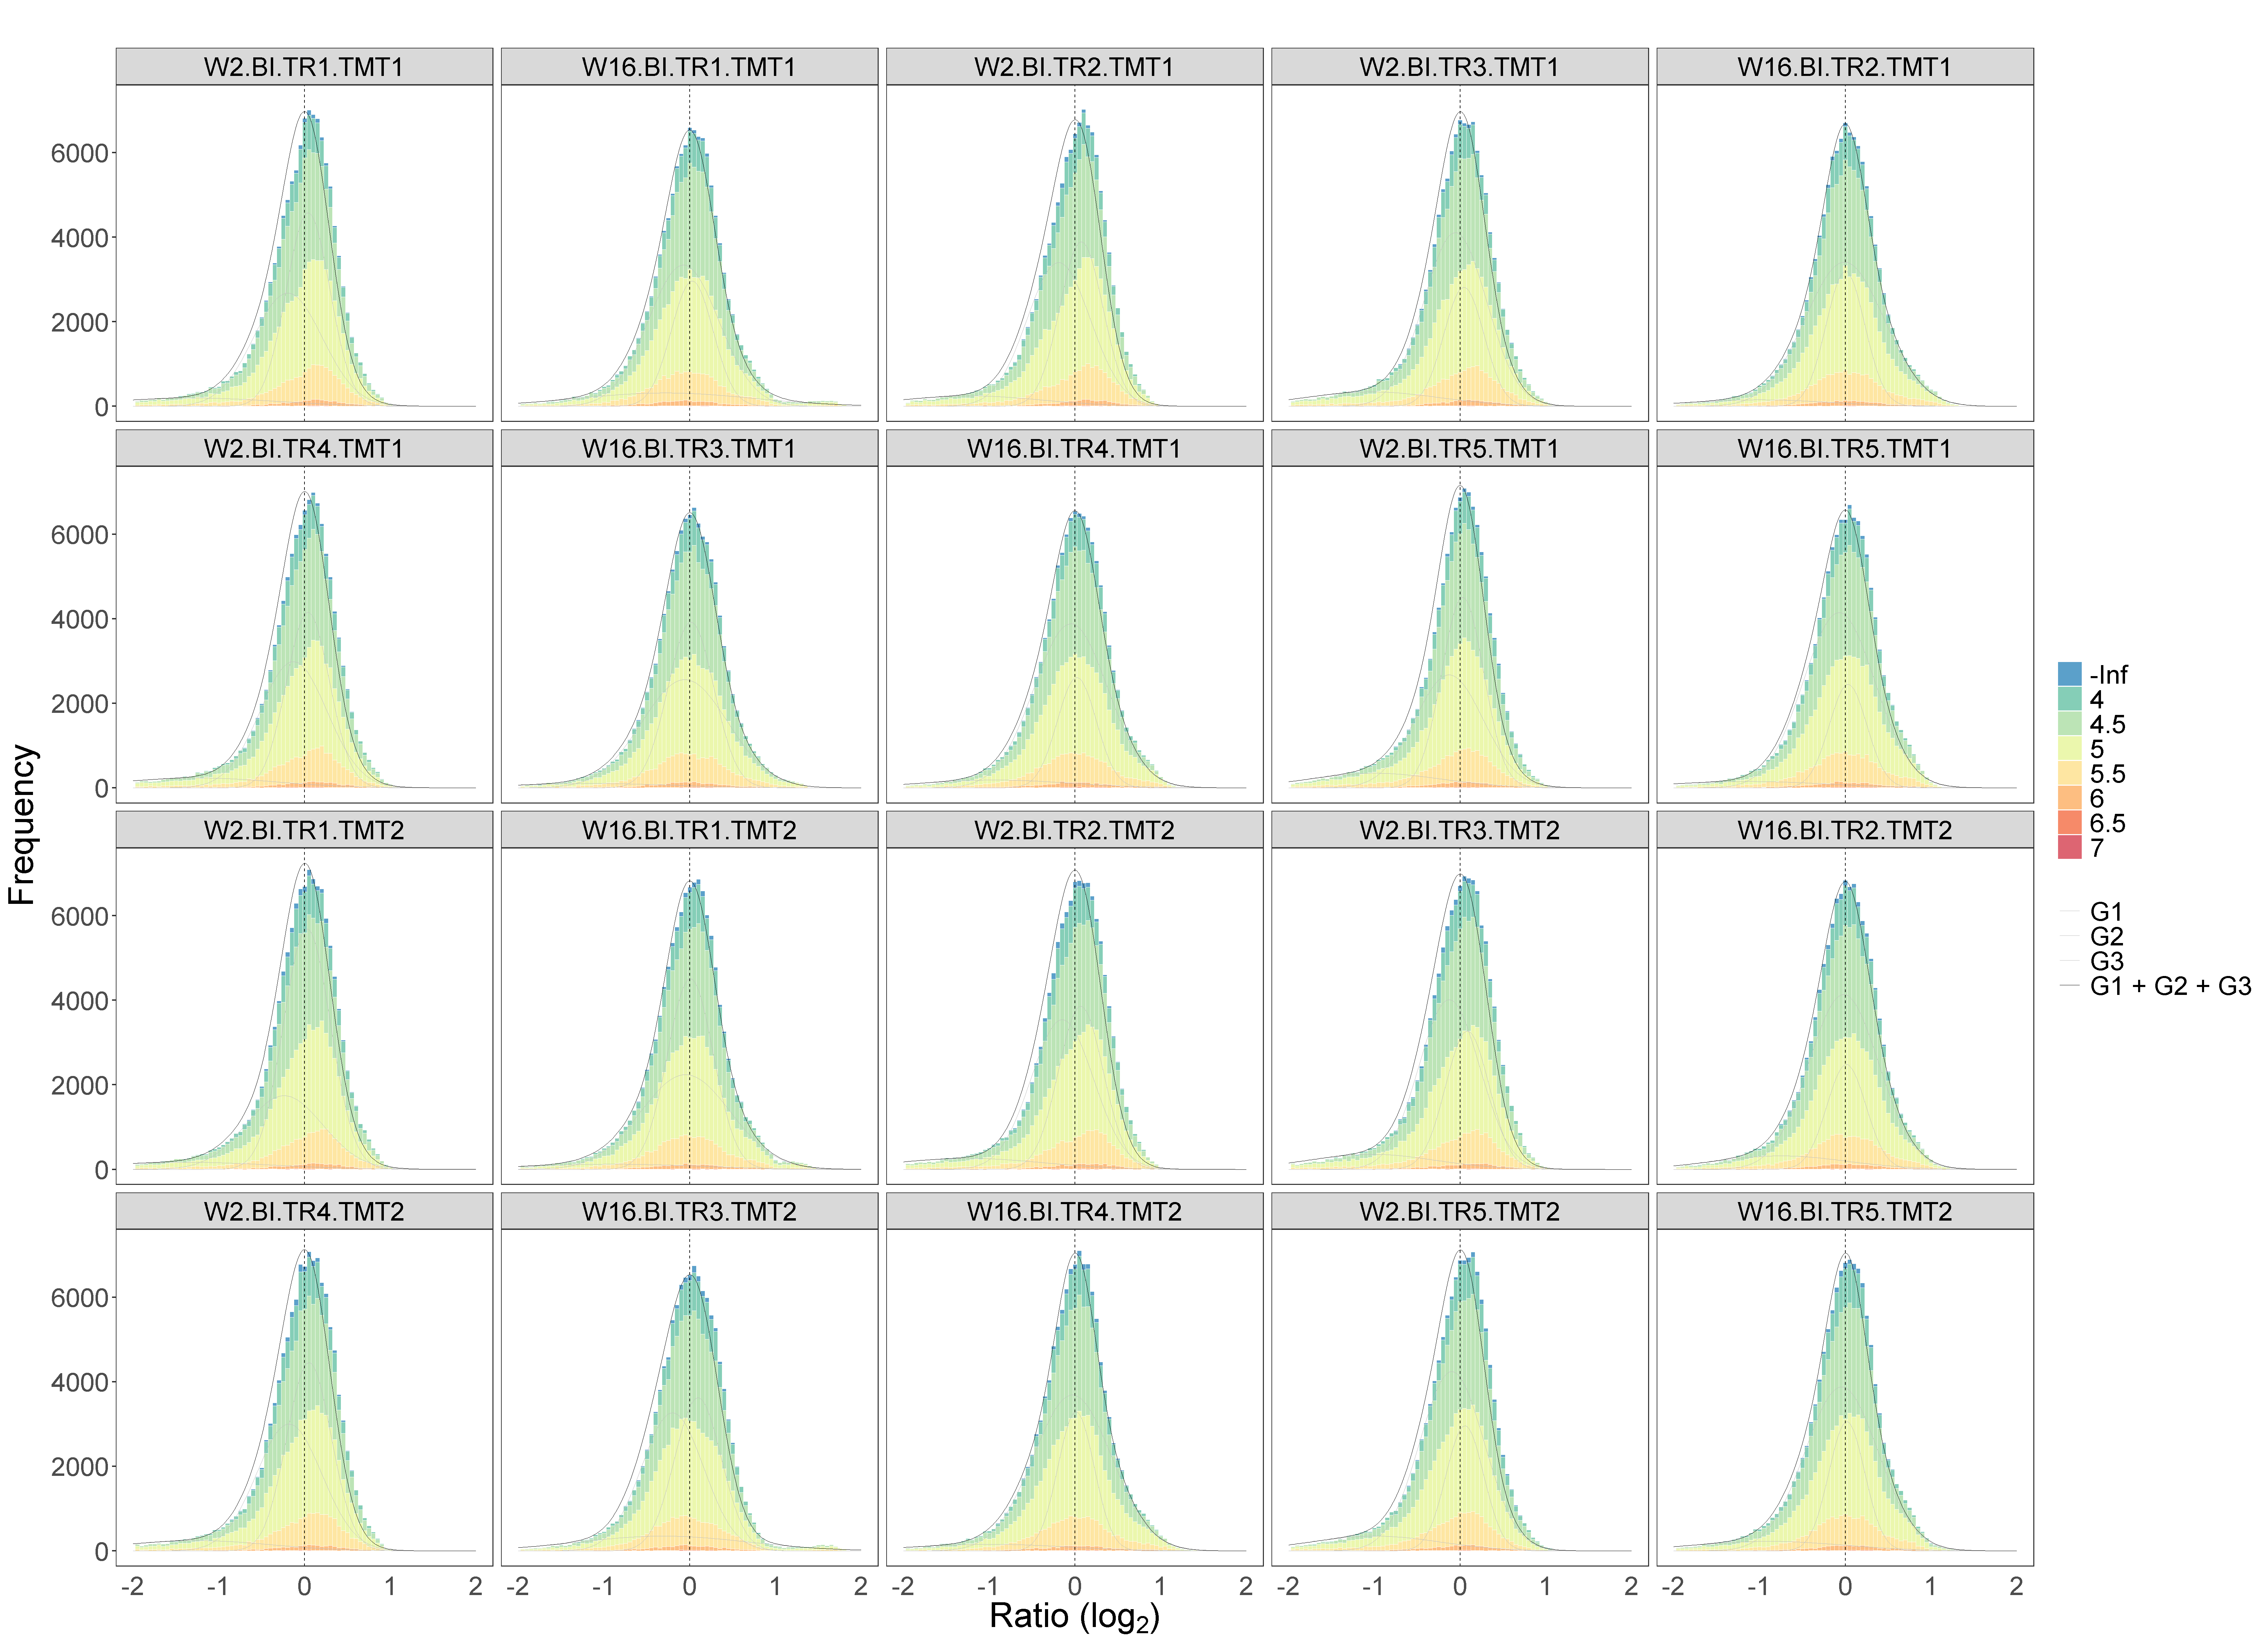 W2.BI.TR1.TMT1 W16.BI.TR1.TMT1 W2.BI.TR2.TMT1 W2.BI.TR3.TMT1 W16.BI.TR2.TMT1
6000
4000
2000
0
W2.BI.TR4.TMT1 W16.BI.TR3.TMT1 W16.BI.TR4.TMT1 W2.BI.TR5.TMT1 W16.BI.TR5.TMT1
6000
4000
2000
0
W2.BI.TR1.TMT2 W16.BI.TR1.TMT2 W2.BI.TR2.TMT2 W2.BI.TR3.TMT2 W16.BI.TR2.TMT2
6000
4000
2000
0
W2.BI.TR4.TMT2 W16.BI.TR3.TMT2 W16.BI.TR4.TMT2 W2.BI.TR5.TMT2 W16.BI.TR5.TMT2
6000
4000
2000
0
-2 -1 0 1 2 -2 -1 0 1 2 -2 -1 0 1 2 -2 -1 0 1 2 -2 -1 0 1 2
Ratio (log₂)
Frequency
-Inf
4
4.5
5
5.5
6
6.5
7
G1
G2
G3
G1 + G2 + G3